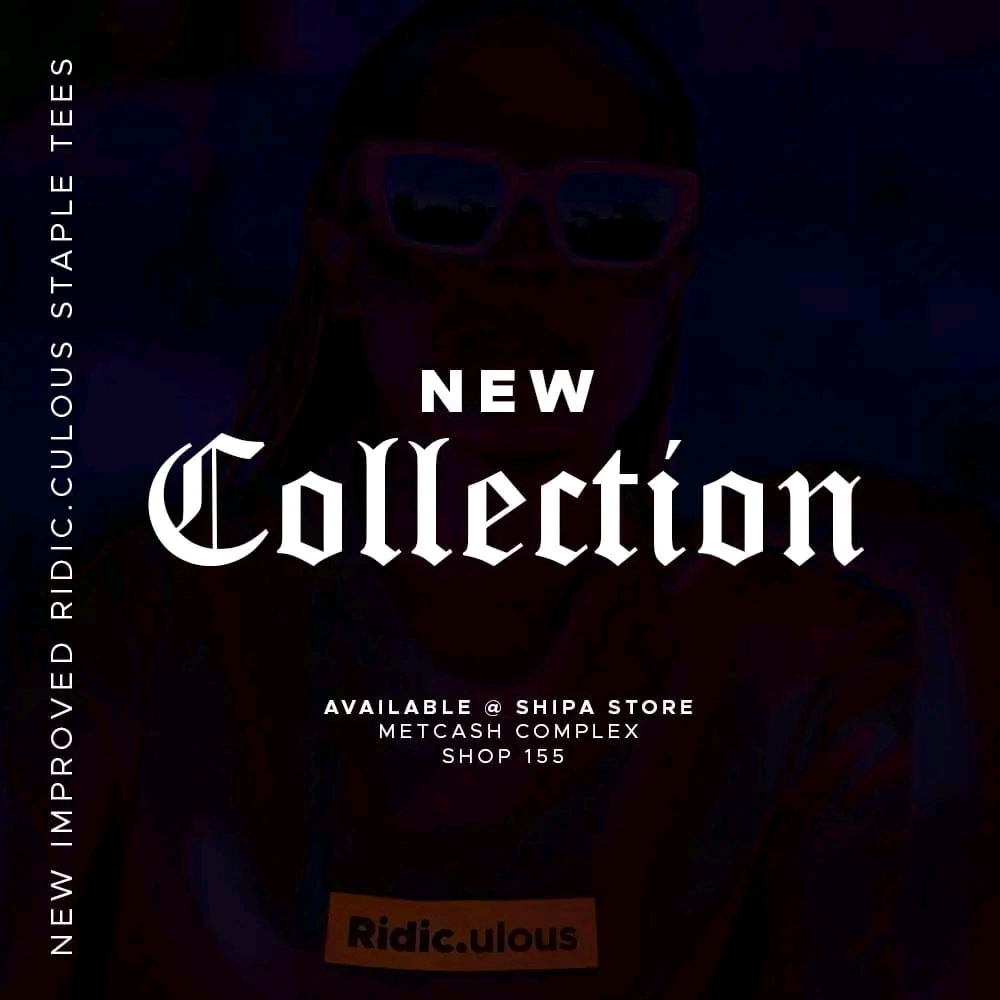 NEW IMPROVED RIDIC.CULOUS STAPLE TEES
NEW
Collection
AVAILABLE @ SHIPA STORE
METCASH COMPLEX
SHOP 155
Ridic.ulous